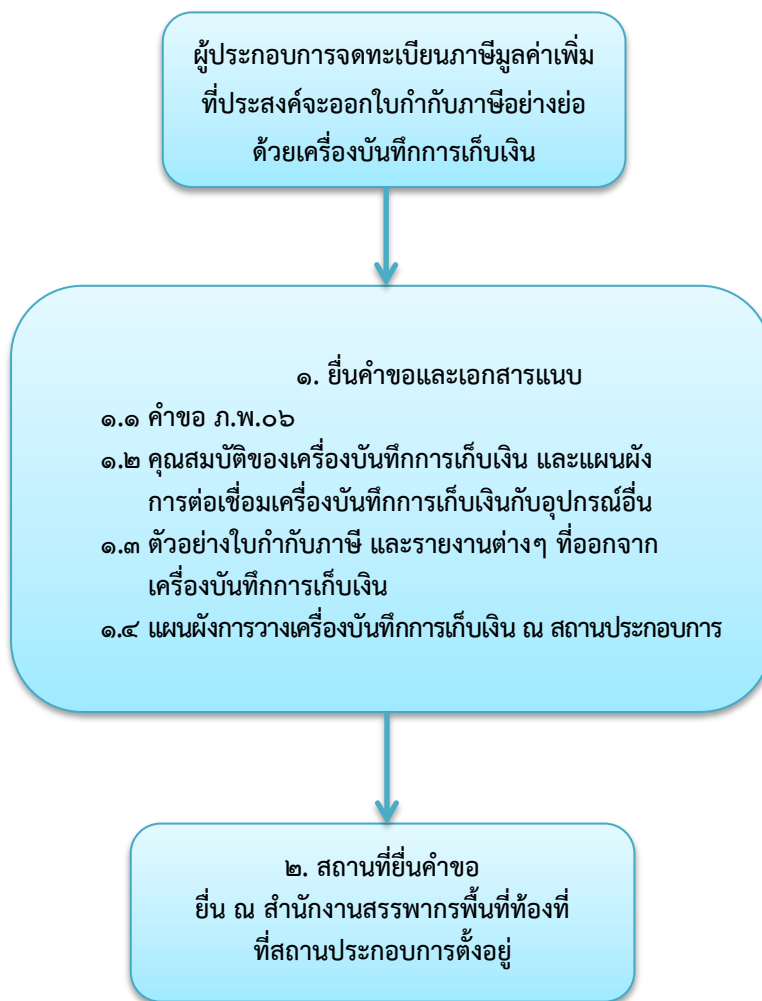 ผู้ประกอบการจดทะเบียนภาษีมูลค่าเพิ่ม
ที่ประสงค์จะออกใบกำกับภาษีอย่างย่อ
ด้วยเครื่องบันทึกการเก็บเงิน
๑. ยื่นคำขอและเอกสารแนบ
๑.๑ คำขอ ภ.พ.๐๖
๑.๒ คุณสมบัติของเครื่องบันทึกการเก็บเงิน และแผนผัง
การต่อเชื่อมเครื่องบันทึกการเก็บเงินกับอุปกรณ์อื่น
๑.๓ ตัวอย่างใบกำกับภาษี และรายงานต่างๆ ที่ออกจาก
เครื่องบันทึกการเก็บเงิน
๑.๔ แผนผังการวางเครื่องบันทึกการเก็บเงิน ณ สถานประกอบการ
๒. สถานที่ยื่นคำขอ
ยื่น ณ สำนักงานสรรพากรพื้นที่ท้องที่
ที่สถานประกอบการตั้งอยู่